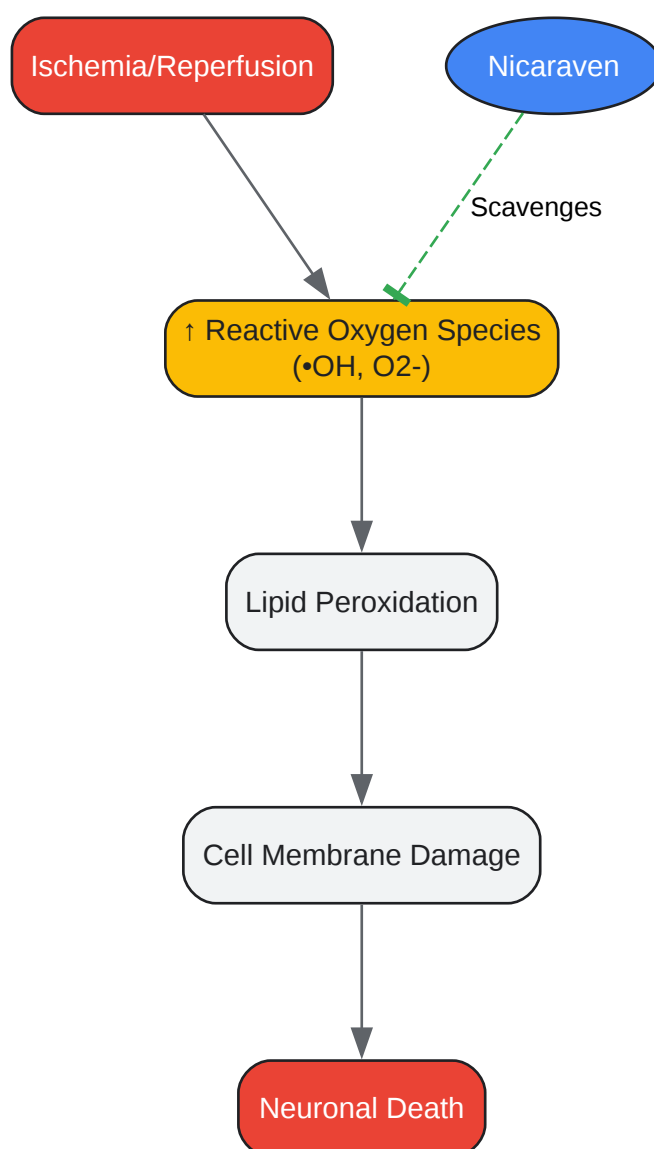 Ischemia/Reperfusion
Nicaraven
Scavenges
↑ Reactive Oxygen Species
(•OH, O2-)
Lipid Peroxidation
Cell Membrane Damage
Neuronal Death